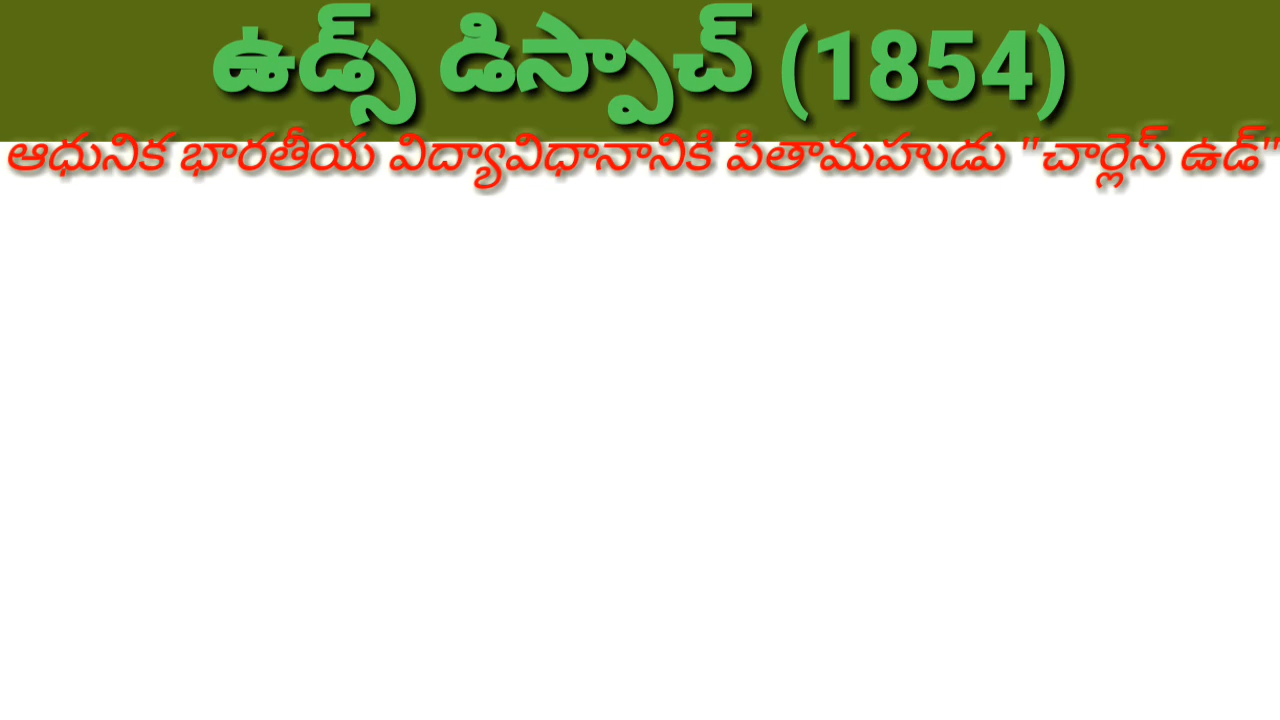 ఉడ్స్ డిస్పాచ్ (1854)
ఆధునిక భారతీయ విద్యావిధానానికి పితామహుడు "చార్లెస్ ఉడ్"